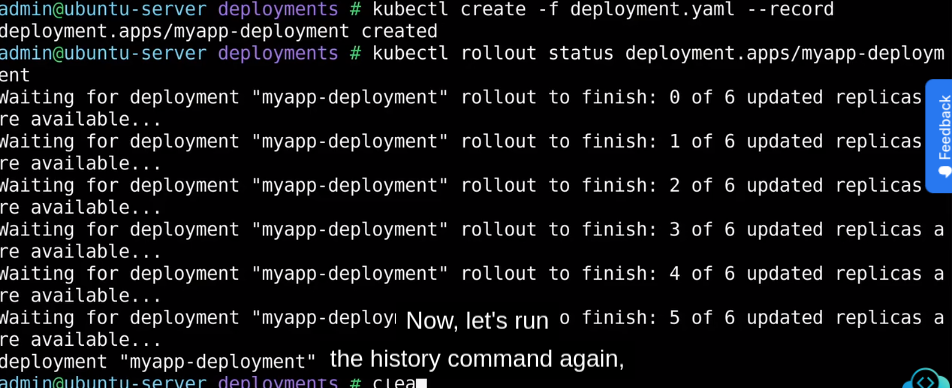 admin@ubuntu-server deployments # kubectl create -f deployment.yaml --record
deployment.apps/myapp-deployment created
admin@ubuntu-server deployments # kubectl rollout status deployment.apps/myapp-deploym
ent
Waiting for deployment "myapp-deployment" rollout to finish: 0 of 6 updated replicas
re available...
Waiting for deployment "myapp-deployment" rollout to finish: 1 of 6 updated replicas
re available...
Waiting for deployment "myapp-deployment" rollout to finish: 2 of 6 updated replicas
re available...
Waiting for deployment "myapp-deployment" rollout to finish: 3 of 6 updated replicas a
re available...
Waiting for deployment "myapp-deployment" rollout to finish: 4 of 6 updated replicas a
re available...
Waiting for deployment "myapp-deploy o finish: 5 of 6 updated replicas a
re available...
deployment "myapp-deployment"
admin@ubuntu-server deployments # clea
Now, let's run
the history command again,
Feedback